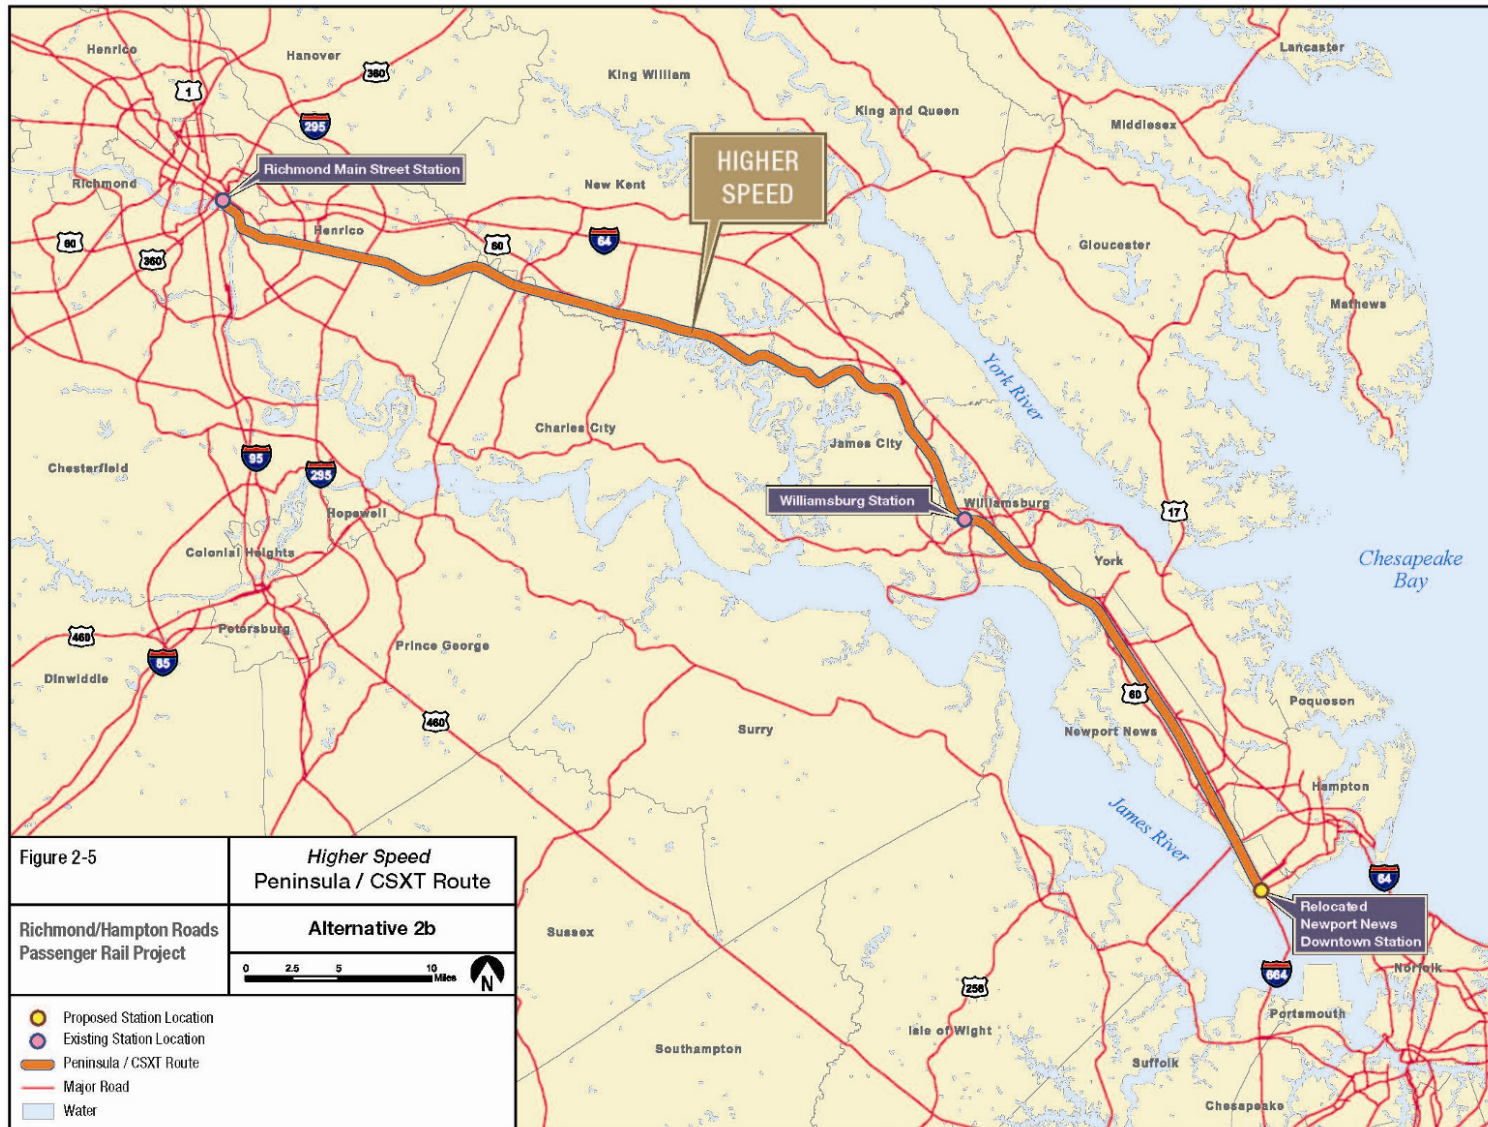 Henrico
Hanover
360
1
295
King William
King and Queen
Lancaster
Middlesex
Richmond Main Street Station
HIGHER
SPEED
Richmond
New Kent
Henrico
60
360
60
64
Gloucester
Mathews
York River
Charles City
James City
Chesterfield
95
295
Hopewell
Williamsburg Station
Williamsburg
17
Colonial Heights
York
Chesapeake
Bay
Petersburg
460
85
Prince George
Dinwiddie
460
Surry
60
Newport News
Poquoson
Hampton
James River
64
Relocated
Newport News
Downtown Station
Norfolk
664
Portsmouth
Sussex
258
Isle of Wight
Southampton
Suffolk
Chesapeake
Figure 2-5
Higher Speed
Peninsula / CSXT Route
Richmond/Hampton Roads
Passenger Rail Project
Alternative 2b
0 2.5 5 10
Miles
N
Proposed Station Location
Existing Station Location
Peninsula / CSXT Route
Major Road
Water